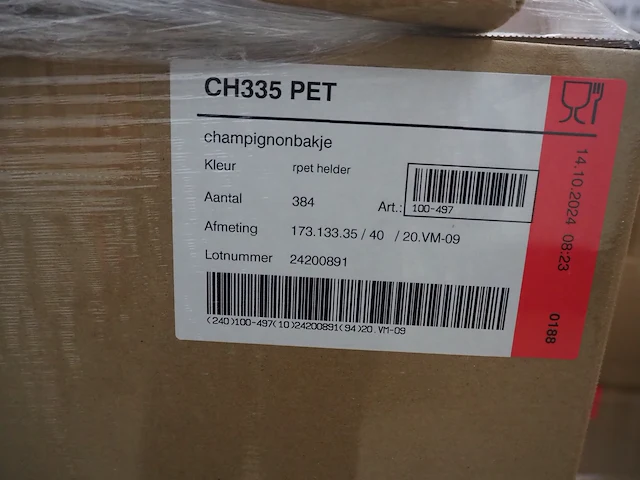 CH335 PET
champignonbakje
Kleur rpet helder
Aantal 384
Art.: 100-497
Afmeting 173.133.35 / 40 / 20.VM-09
Lotnummer 24200891
(240)100-497(10)24200891(94)20.VM-09
14.10.2024 08:23
0188